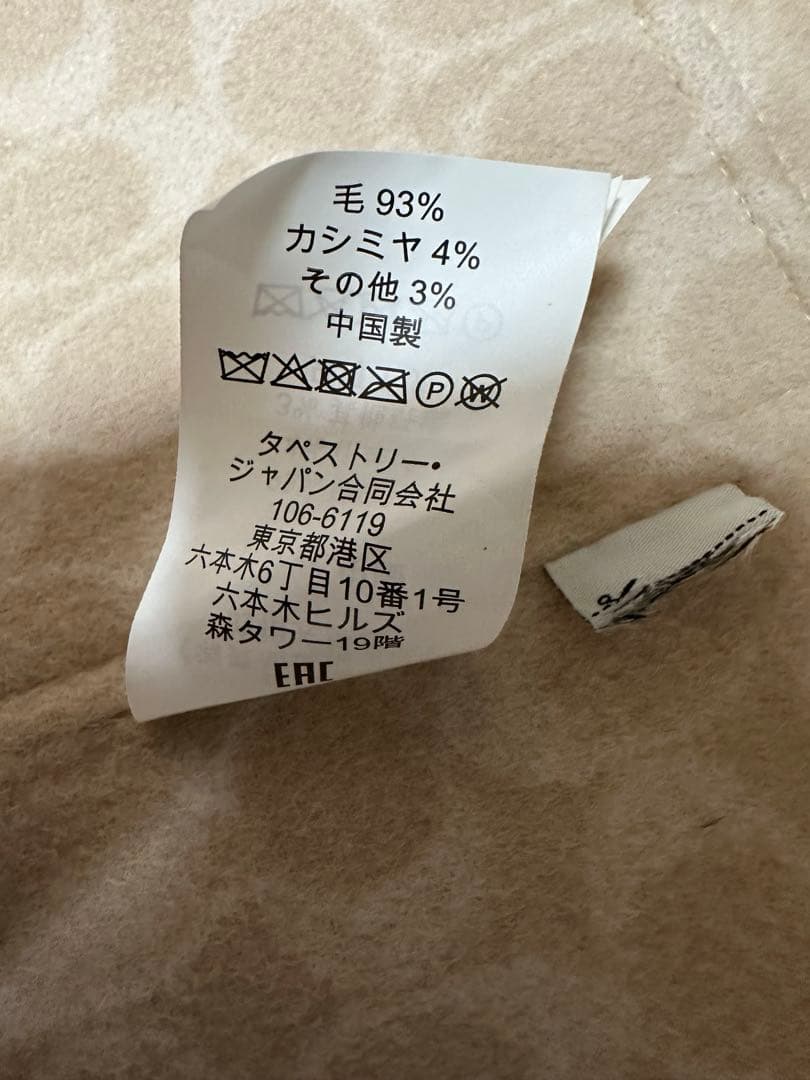 毛 93%
カシミヤ 4%
その他 3%
中国製
P
W
タペストリー・
ジャパン合同会社
106-6119
東京都港区
六本木6丁目10番1号
六本木ヒルズ
森タワー19階
EAC